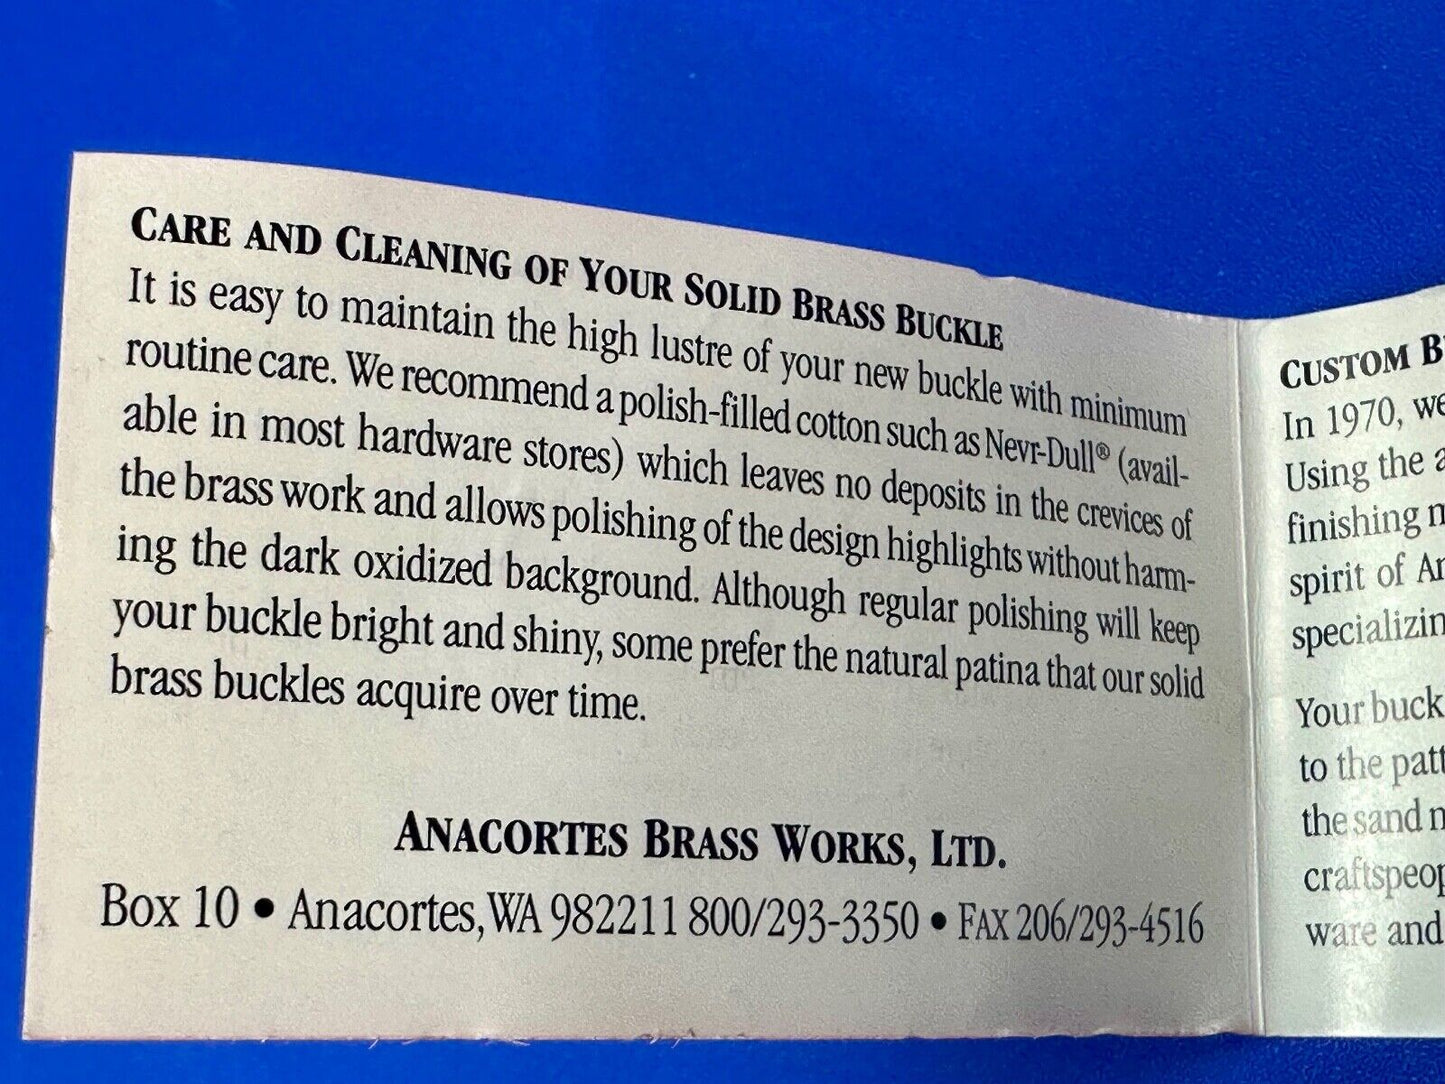 CARE AND CLEANING OF YOUR SOLID BRASS BUCKLE
It is easy to maintain the high lustre of your new buckle with minimum
routine care. We recommend a polish-filled cotton such as Nevr-Dull® (avail-
able in most hardware stores) which leaves no deposits in the crevices of
the brass work and allows polishing of the design highlights without harm-
ing the dark oxidized background. Although regular polishing will keep
your buckle bright and shiny, some prefer the natural patina that our solid
brass buckles acquire over time.
ANACORTES BRASS WORKS, LTD.
Box 10 • Anacortes, WA 982211 800/293-3350 • FAX 206/293-4516
CUSTOM
In 1970, we
Using the
finishing
spirit of
specializin
Your buck
to the patt
the sand
craftspeop
ware and